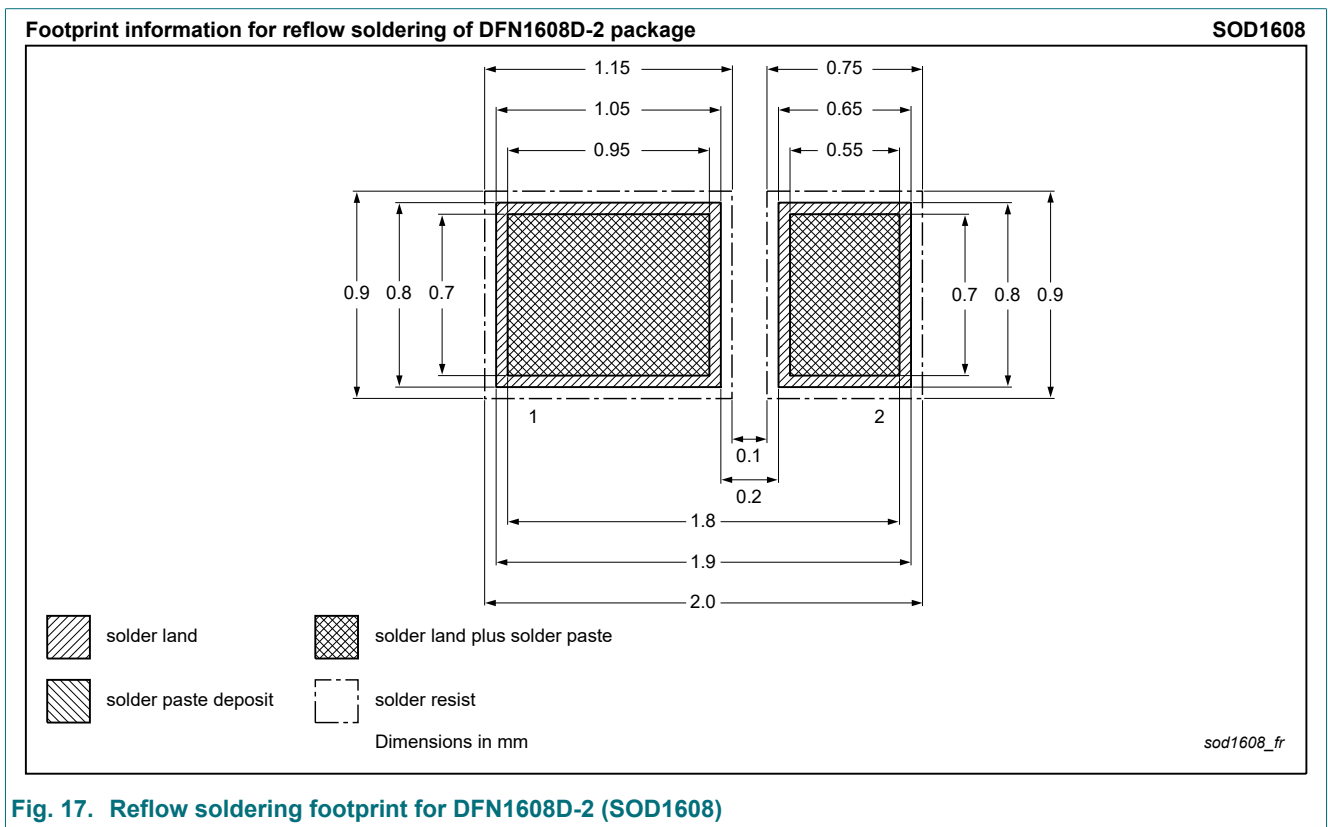 Footprint information for reflow soldering of DFN1608D-2 package SOD1608
1.15 0.75
1.05 0.65
0.95 0.55
0.9 0.8 0.7 0.7 0.8 0.9
1 2
0.1
0.2
1.8
1.9
2.0
solder land solder land plus solder paste
solder paste deposit solder resist
Dimensions in mm sod1608_fr
Fig. 17. Reflow soldering footprint for DFN1608D-2 (SOD1608)